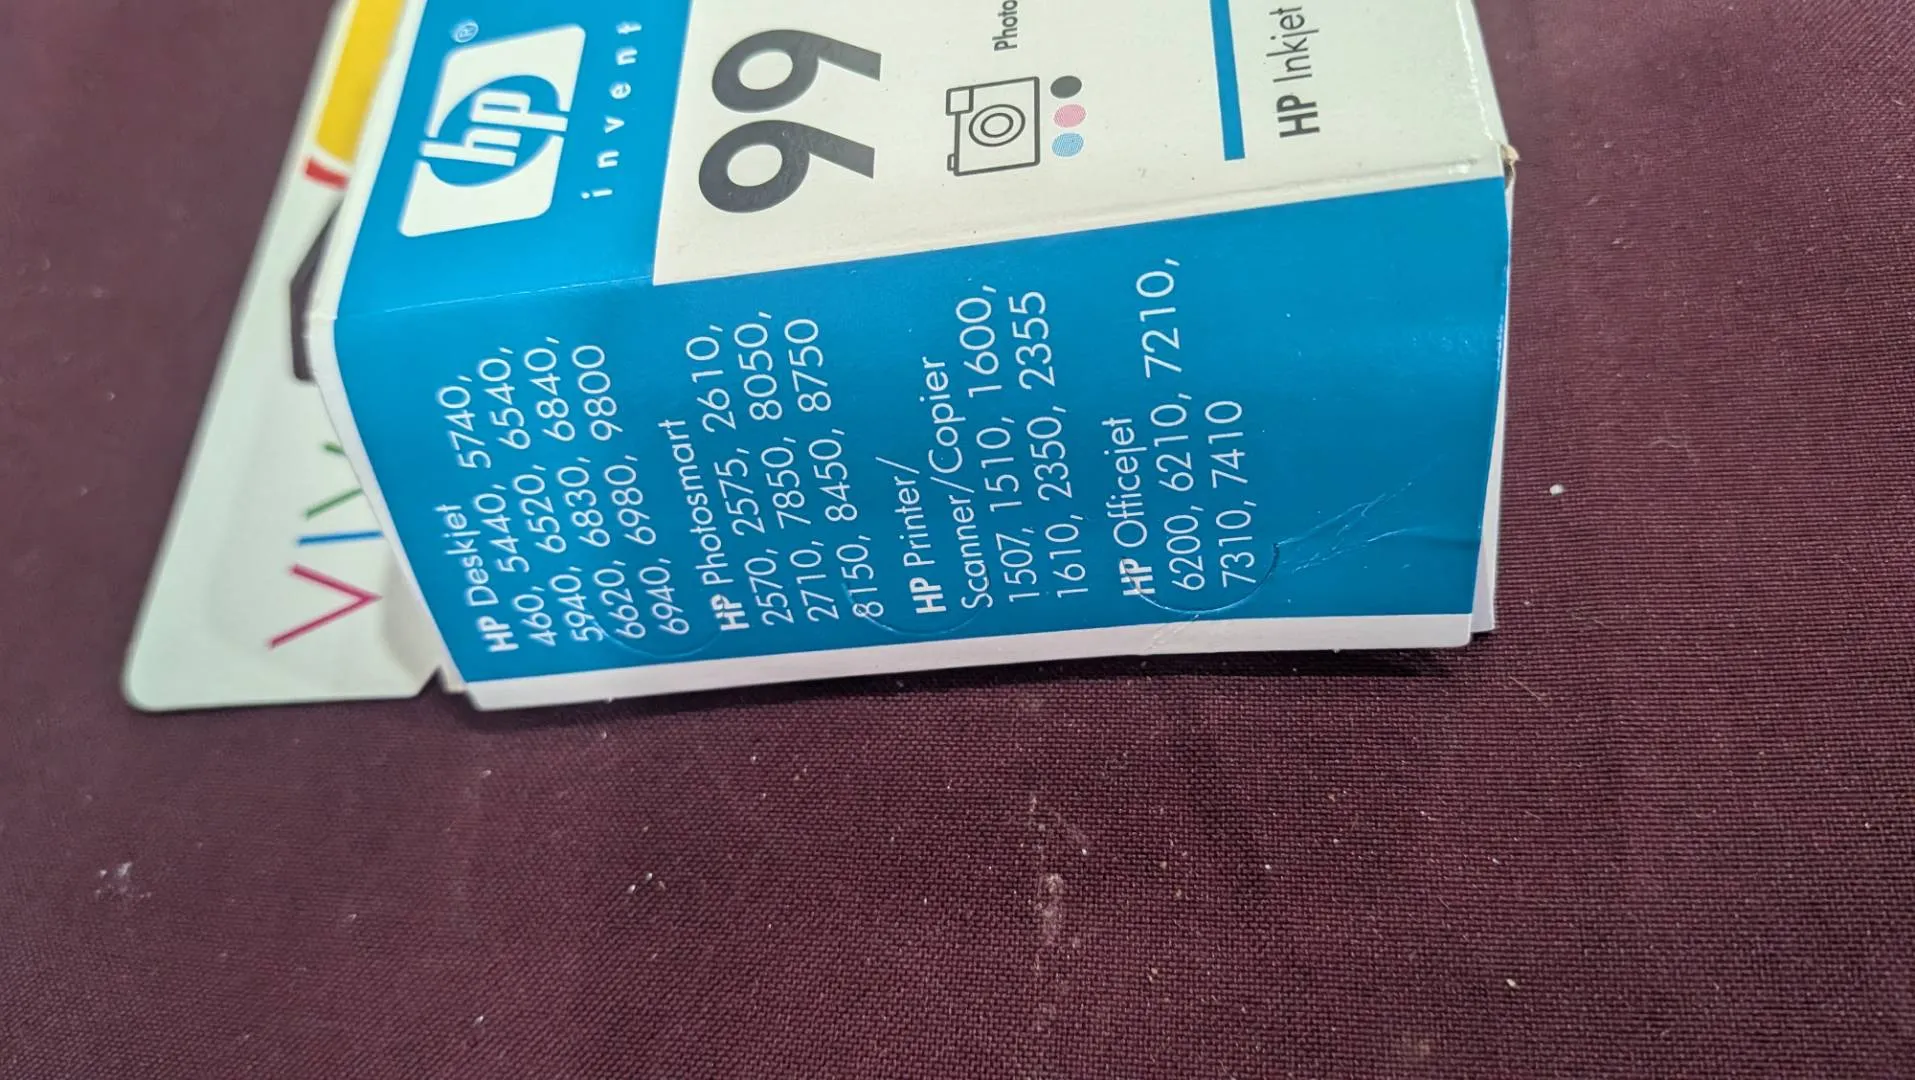 hp®
invent
99
Photo
HP Inkjet
HP Deskjet
460, 5440, 5740,
5940, 6520, 6540,
6620, 6830, 6840,
6940, 6980, 9800
HP Photosmart
2570, 2575, 2610,
2710, 7850, 8050,
8150, 8450, 8750
HP Printer/
Scanner/Copier
1507, 1510, 1600,
1610, 2350, 2355
HP Officejet
6200, 6210, 7210,
7310, 7410